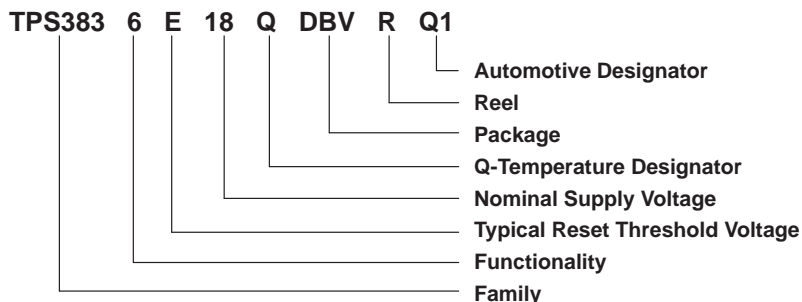 TPS383 6 E 18 Q DBV R Q1
Automotive Designator
Reel
Package
Q-Temperature Designator
Nominal Supply Voltage
Typical Reset Threshold Voltage
Functionality
Family